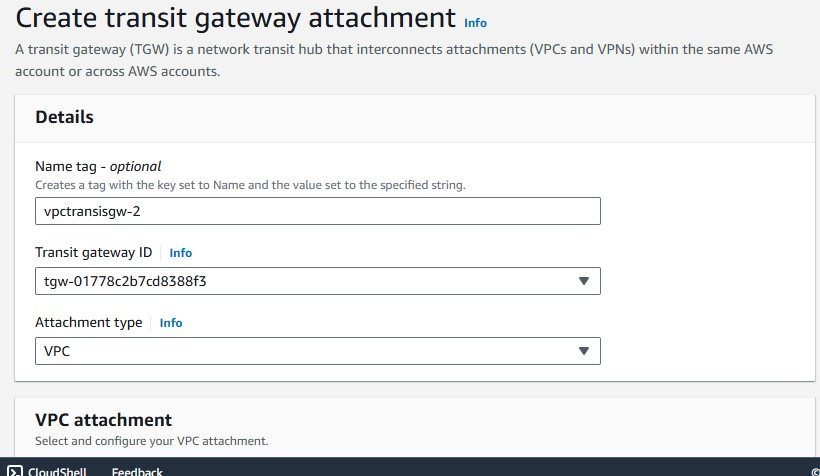 Create transit gateway attachment Info
A transit gateway (TGW) is a network transit hub that interconnects attachments (VPCs and VPNs) within the same AWS
account or across AWS accounts.
Details
Name tag - optional
Creates a tag with the key set to Name and the value set to the specified string.
vpctransisgw-2
Transit gateway ID Info
tgw-01778c2b7cd8388f3
Attachment type Info
VPC
VPC attachment
Select and configure your VPC attachment.
CloudShell Feedback ©